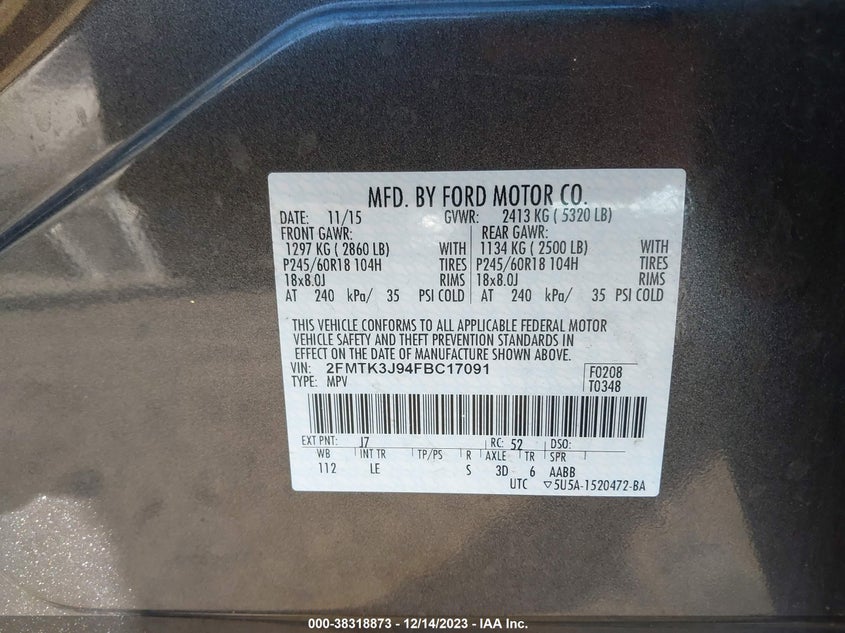 MFD. BY FORD MOTOR CO.
DATE: 11/15 GVWR: 2413 KG ( 5320 LB)
FRONT GAWR: REAR GAWR:
1297 KG ( 2860 LB) WITH 1134 KG ( 2500 LB) WITH
P245/60R18 104H TIRES P245/60R18 104H TIRES
18x8.0J RIMS 18x8.0J RIMS
AT 240 kPa/ 35 PSI COLD AT 240 kPa/ 35 PSI COLD
THIS VEHICLE CONFORMS TO ALL APPLICABLE FEDERAL MOTOR
VEHICLE SAFETY AND THEFT PREVENTION STANDARDS IN
EFFECT ON THE DATE OF MANUFACTURE SHOWN ABOVE.
VIN: 2FMTK3J94FBC17091 F0208
TYPE: MPV T0348
EXT PNT: J7 RC: 52 DSO:
WB INT TR TP/PS R AXLE TR SPR
112 LE S 3D 6 AABB
UTC ▽5U5A-1520472-BA
000-38318873 - 12/14/2023 - IAA Inc.